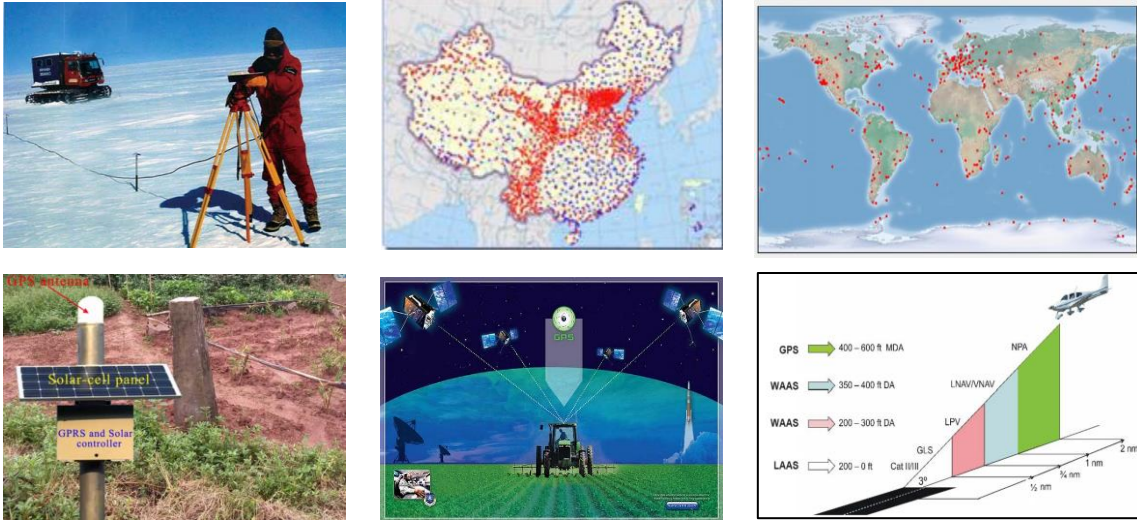 GPS antenna
Solar-cell panel
GPRS and Solar
controller
GPS
GPS 400 – 600 ft MDA
WAAS 350 – 400 ft DA
WAAS 200 – 300 ft DA
LAAS 200 – 0 ft
NPA
LNAV/VNAV
LPV
GLS
Cat II/III
3°
½ nm
¾ nm
1 nm
2 nm